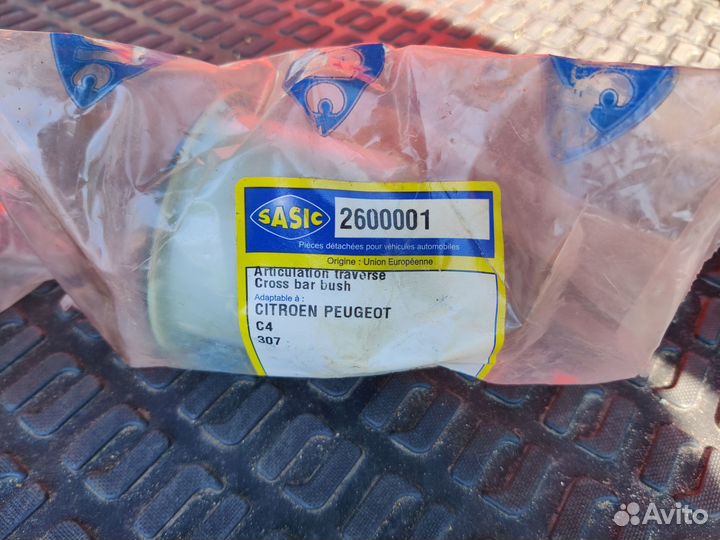 SASIC
2600001
Pièces détachées pour véhicules automobiles
Origine : Union Européenne
Articulation traverse
Cross bar bush
Adaptable à :
CITROEN PEUGEOT
C4
307
Avito